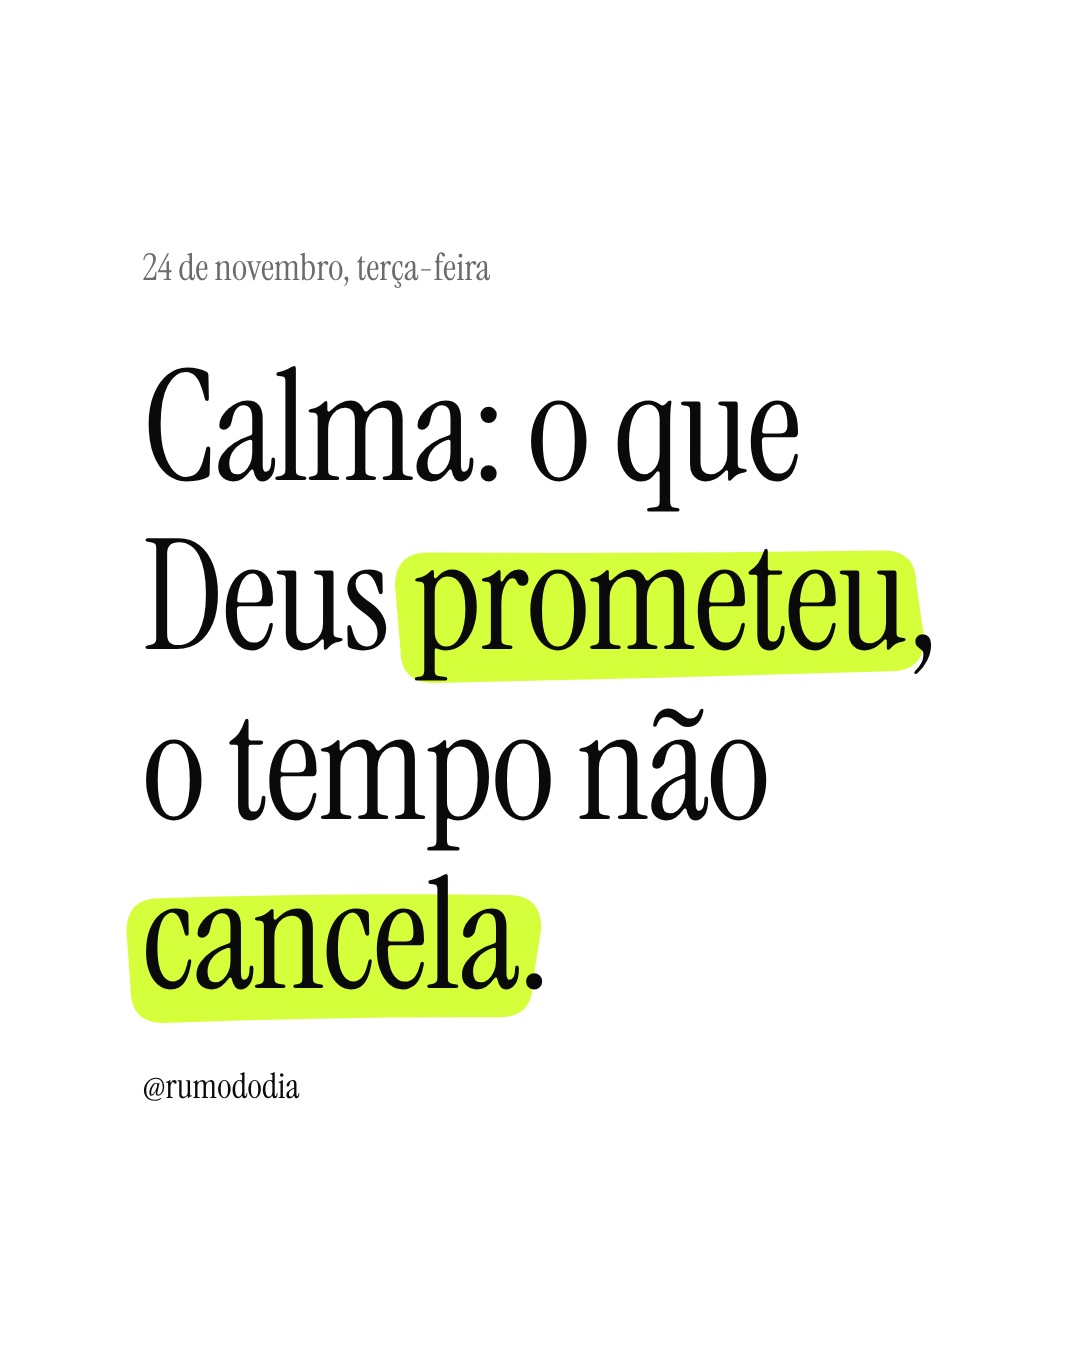 24 de novembro, terça-feira
Calma: o que
Deus prometeu,
o tempo não
cancela.
@rumododia